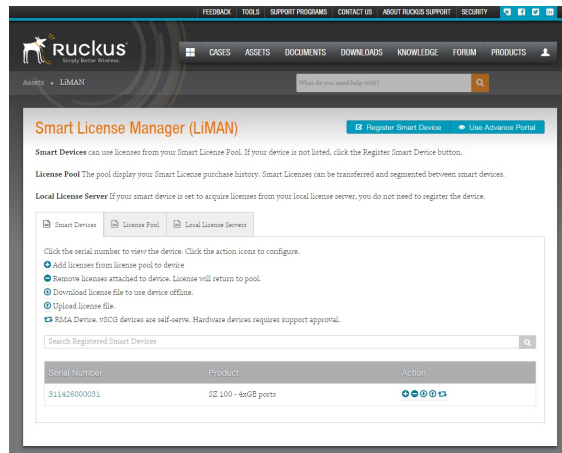 FEEDBACK TOOLS SUPPORT PROGRAMS CONTACT US ABOUT RUCKUS SUPPORT SECURITY
Ruckus
Simply Better Wireless.
CASES ASSETS DOCUMENTS DOWNLOADS KNOWLEDGE FORUM PRODUCTS
Assets • LiMAN
What do you need help with?
Smart License Manager (LiMAN)
Register Smart Device Use Advance Portal
Smart Devices can use licenses from your Smart License Pool. If your device is not listed, click the Register Smart Device button.
License Pool The pool display your Smart License purchase history. Smart Licenses can be transferred and segmented between smart devices.
Local License Server If your smart device is set to acquire licenses from your local license server, you do not need to register the device.
Smart Devices License Pool Local License Servers
Click the serial number to view the device. Click the action icons to configure.
Add licenses from license pool to device
Remove licenses attached to device. License will return to pool.
Download license file to use device offline.
Upload license file.
RMA Device. vSCG devices are self-serve. Hardware devices requires support approval.
Search Registered Smart Devices
Serial Number Product Action
311426000031 SZ 100 - 4xGE ports